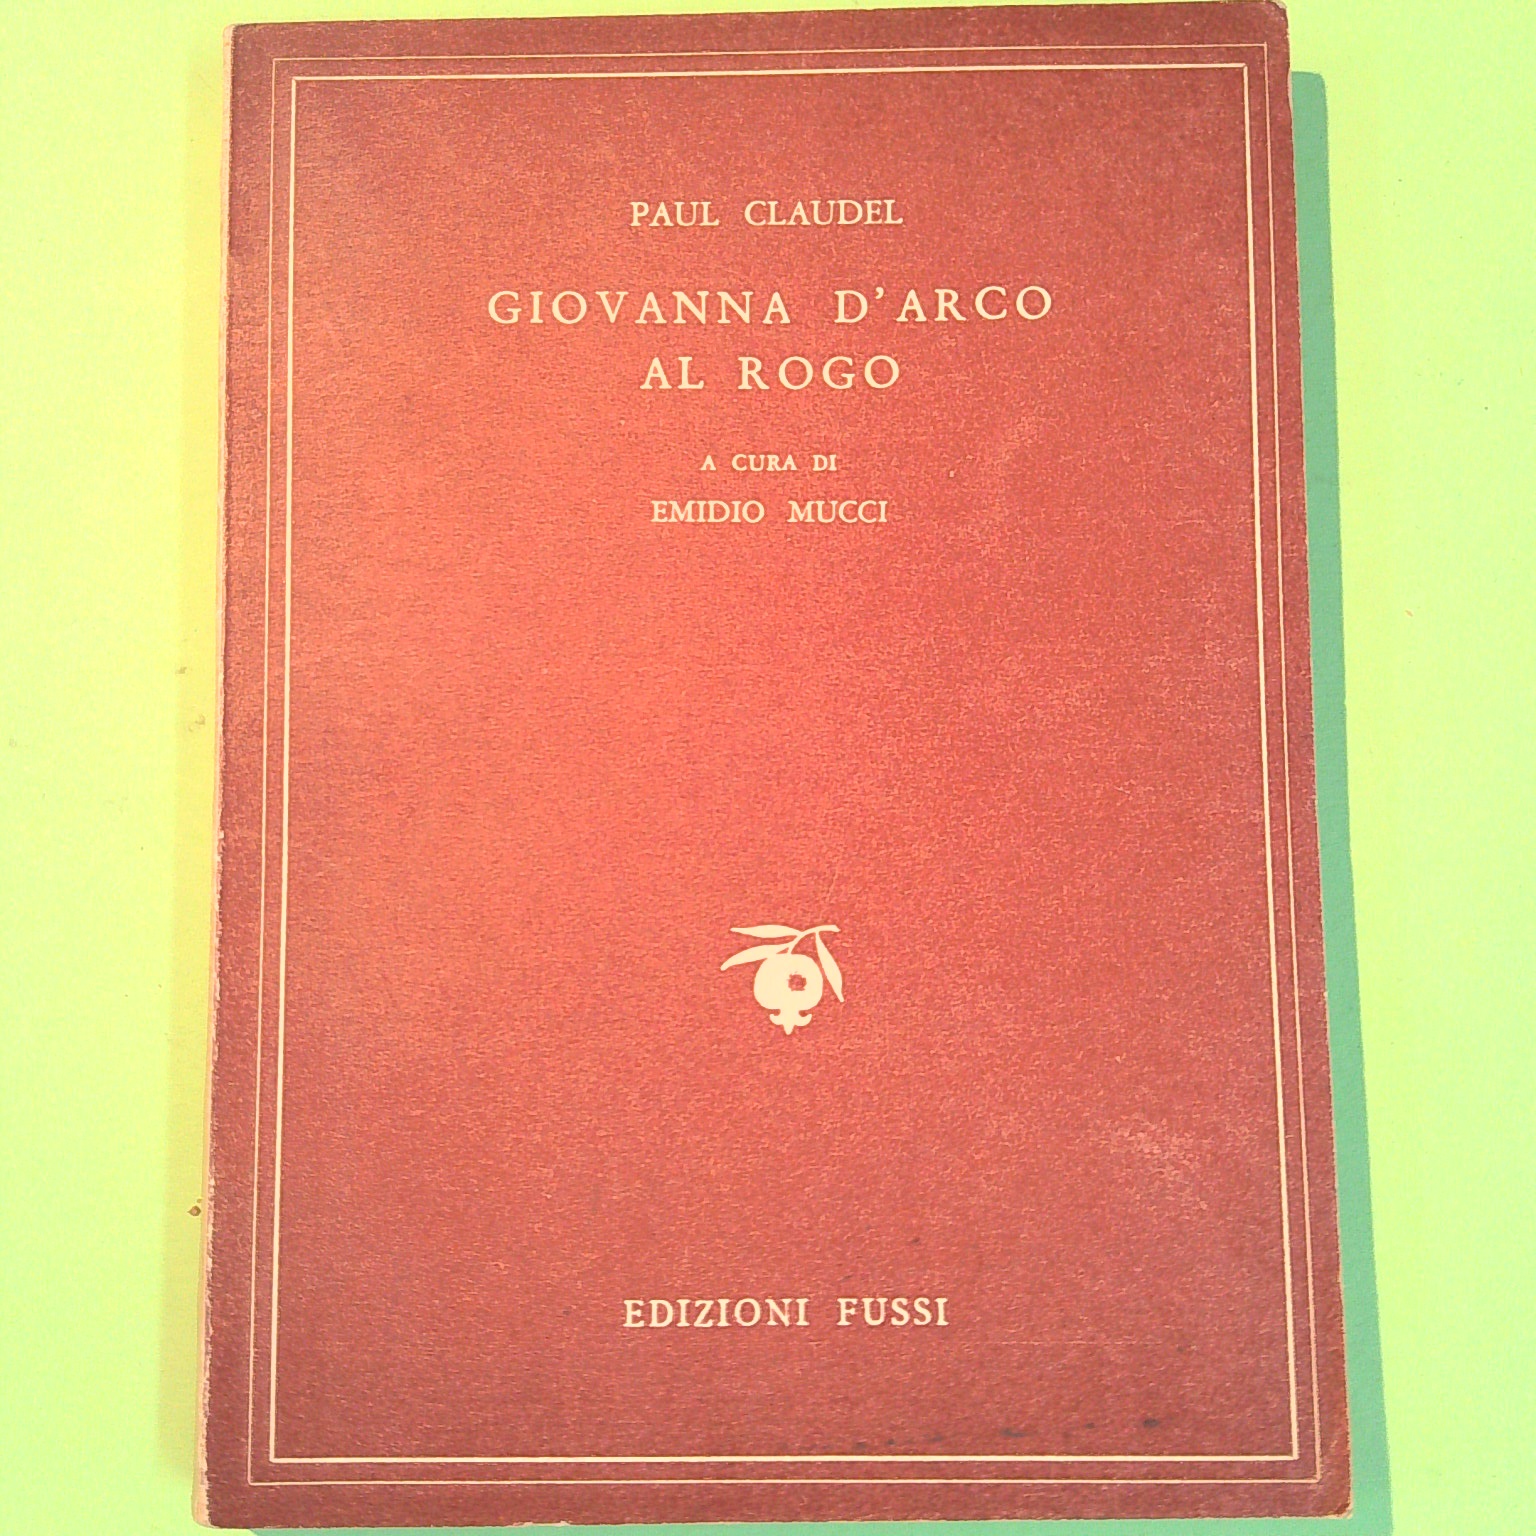 PAUL CLAUDEL
GIOVANNA D'ARCO
AL ROGO
A CURA DI
EMIDIO MUCCI
EDIZIONI FUSSI